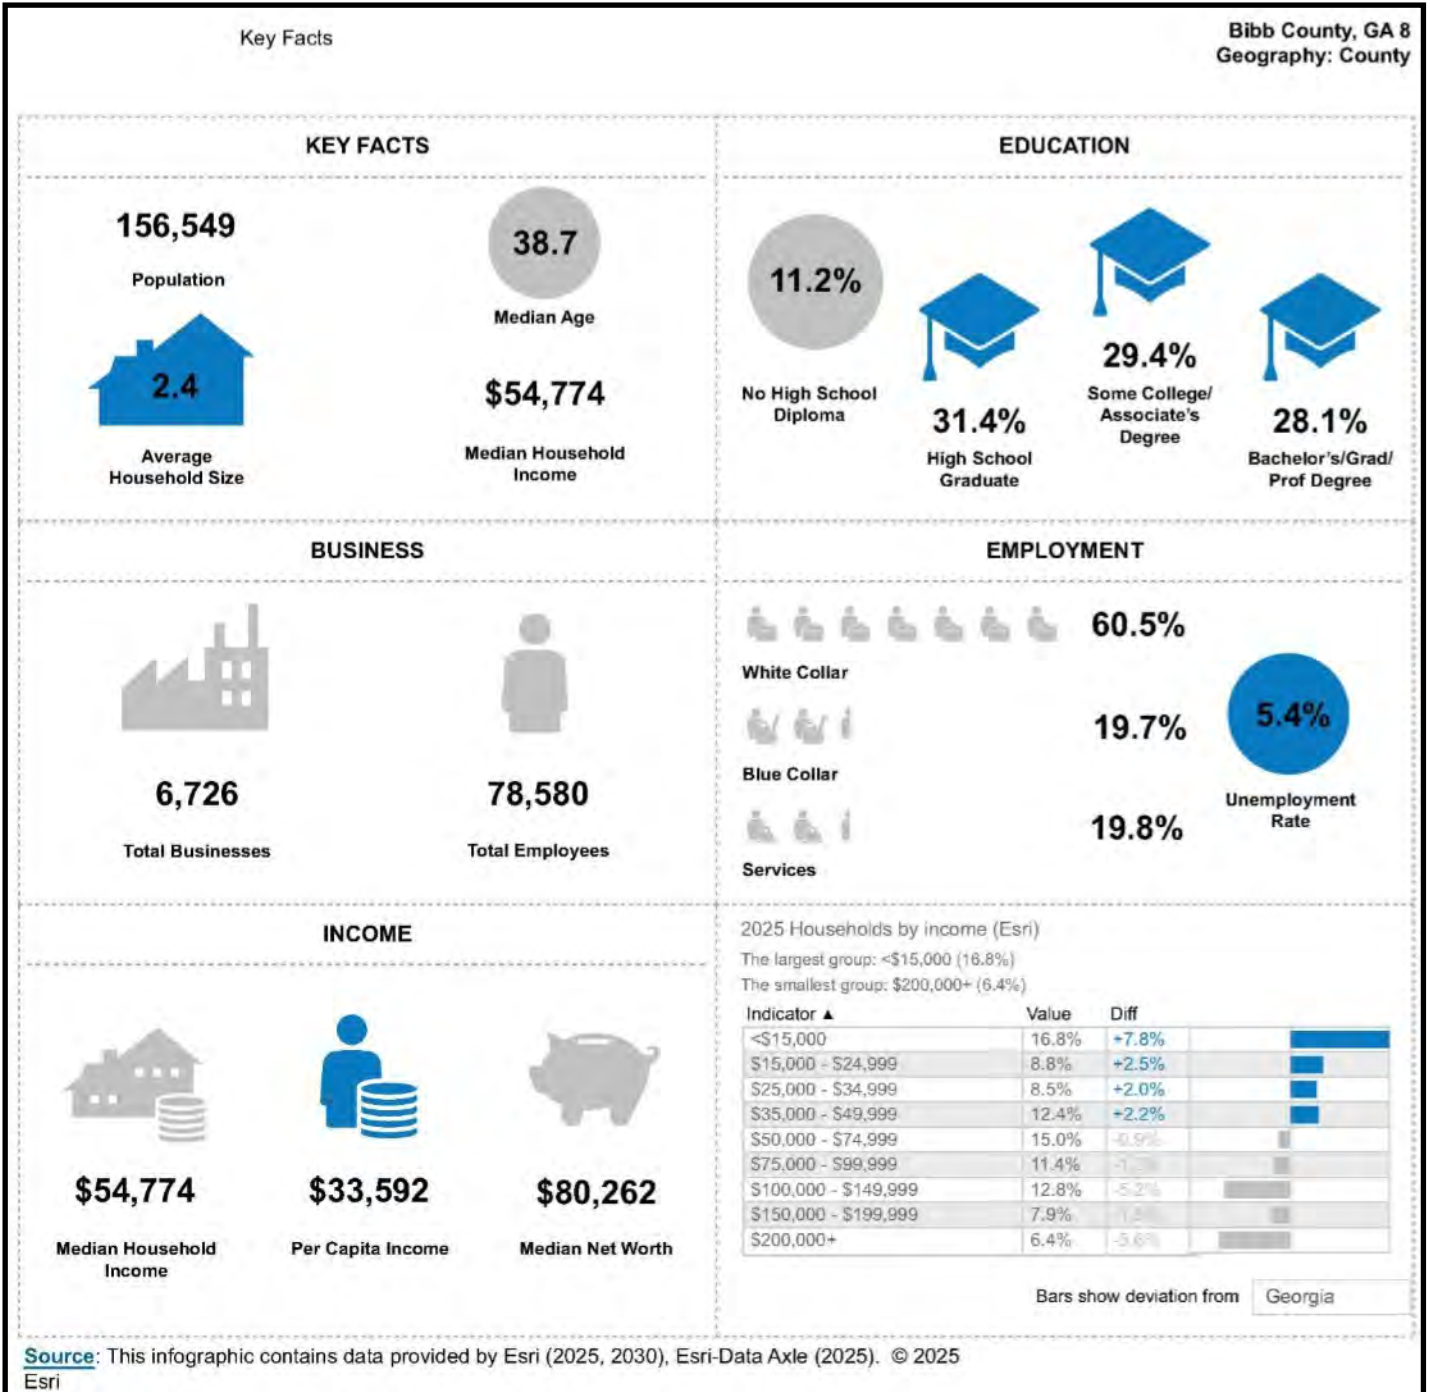 Key Facts
Bibb County, GA 8
Geography: County
KEY FACTS
156,549
Population
38.7
Median Age
2.4
Average
Household Size
$54,774
Median Household
Income
EDUCATION
11.2%
No High School
Diploma
31.4%
High School
Graduate
29.4%
Some College/
Associate's
Degree
28.1%
Bachelor's/Grad/
Prof Degree
BUSINESS
6,726
Total Businesses
78,580
Total Employees
EMPLOYMENT
60.5%
White Collar
19.7%
Blue Collar
19.8%
Services
5.4%
Unemployment
Rate
INCOME
$54,774
Median Household
Income
$33,592
Per Capita Income
$80,262
Median Net Worth
2025 Households by income (Esri)
The largest group: <$15,000 (16.8%)
The smallest group: $200,000+ (6.4%)
Indicator ▲ Value Diff
<$15,000 16.8% +7.8%
$15,000 - $24,999 8.8% +2.5%
$25,000 - $34,999 8.5% +2.0%
$35,000 - $49,999 12.4% +2.2%
$50,000 - $74,999 15.0% -0.9%
$75,000 - $99,999 11.4%
$100,000 - $149,999 12.8% -5.2%
$150,000 - $199,999 7.9%
$200,000+ 6.4% -5.6%
Bars show deviation from Georgia
Source: This infographic contains data provided by Esri (2025, 2030), Esri-Data Axle (2025). © 2025
Esri